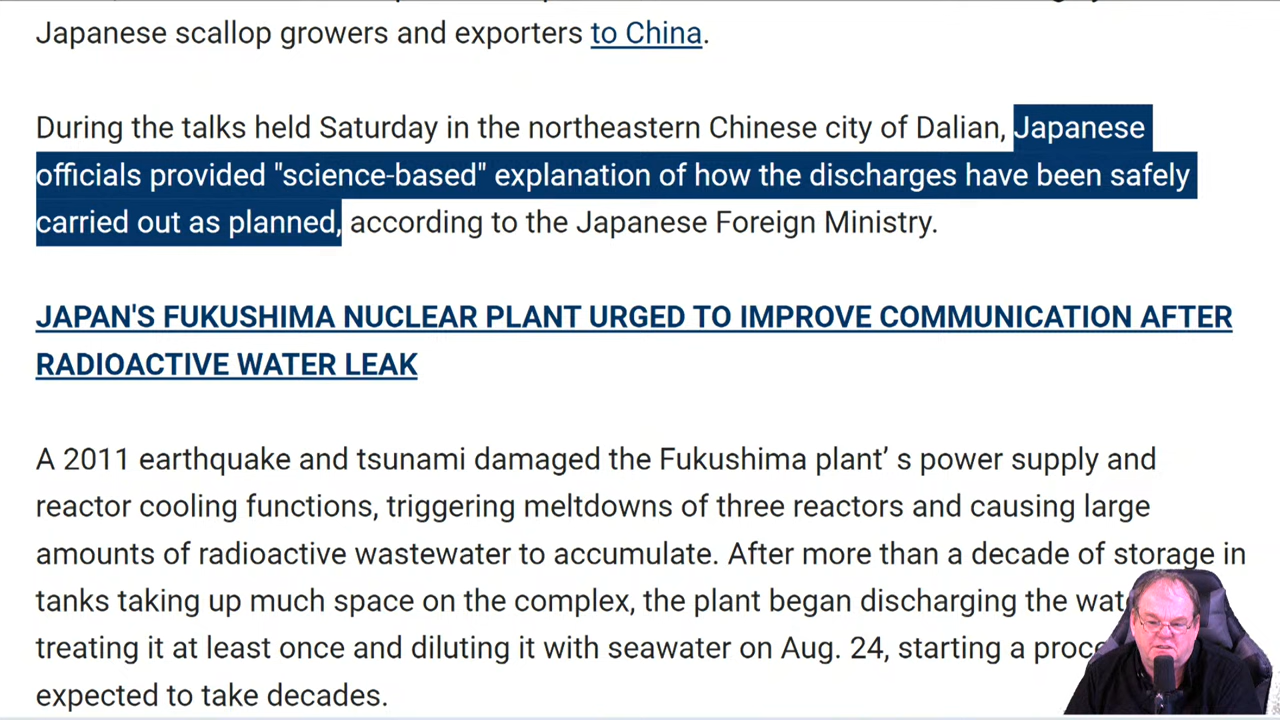 Japanese scallop growers and exporters to China.
During the talks held Saturday in the northeastern Chinese city of Dalian, Japanese
officials provided "science-based" explanation of how the discharges have been safely
carried out as planned, according to the Japanese Foreign Ministry.
JAPAN'S FUKUSHIMA NUCLEAR PLANT URGED TO IMPROVE COMMUNICATION AFTER
RADIOACTIVE WATER LEAK
A 2011 earthquake and tsunami damaged the Fukushima plant’ s power supply and
reactor cooling functions, triggering meltdowns of three reactors and causing large
amounts of radioactive wastewater to accumulate. After more than a decade of storage in
tanks taking up much space on the complex, the plant began discharging the
treating it at least once and diluting it with seawater on Aug. 24, starting a
expected to take decades.